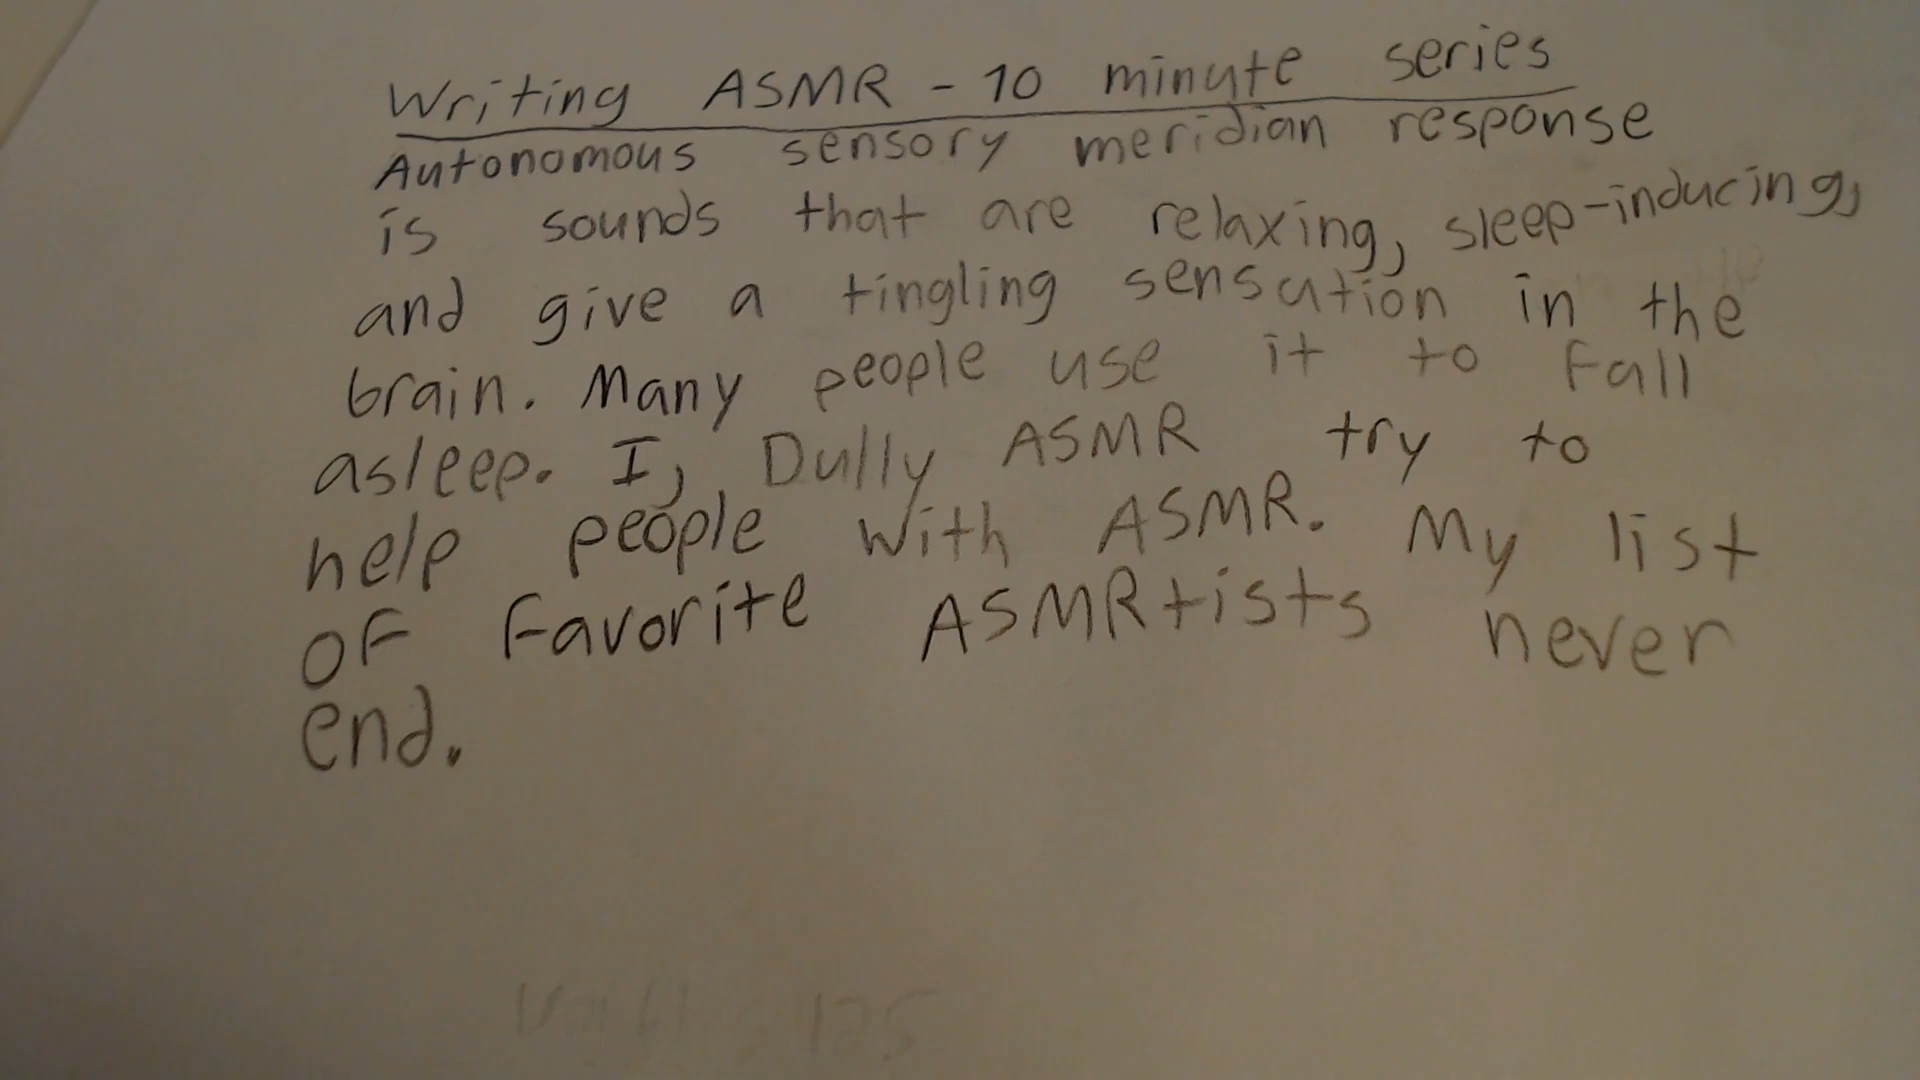 Writing ASMR - 10 minute series
Autonomous sensory meridian response
is sounds that are relaxing, sleep-inducing,
and give a tingling sensation in the
brain. Many people use it to fall
asleep. I, Dully ASMR try to
help people with ASMR. My list
of favorite ASMRtists never
end.